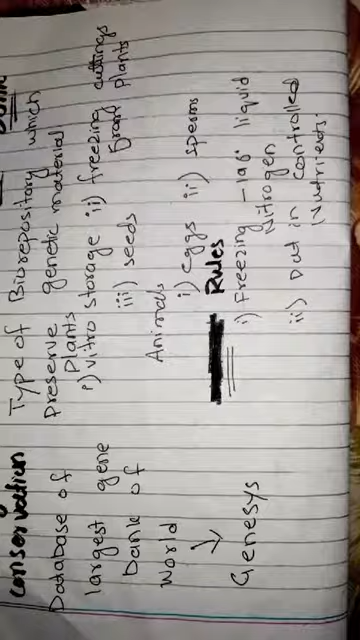 Bank
Type of Biorepository which
preserve genetic material
Plants
i) vitro storage ii) freezing cuttings
iii) seeds
plants
Animals
i) eggs ii) sperms
Rules
i) Freezing -196° liquid
Nitrogen
ii) Put in controlled
Nutrients.
conservation
Database of
largest gene
bank of
world
↓
Genesys